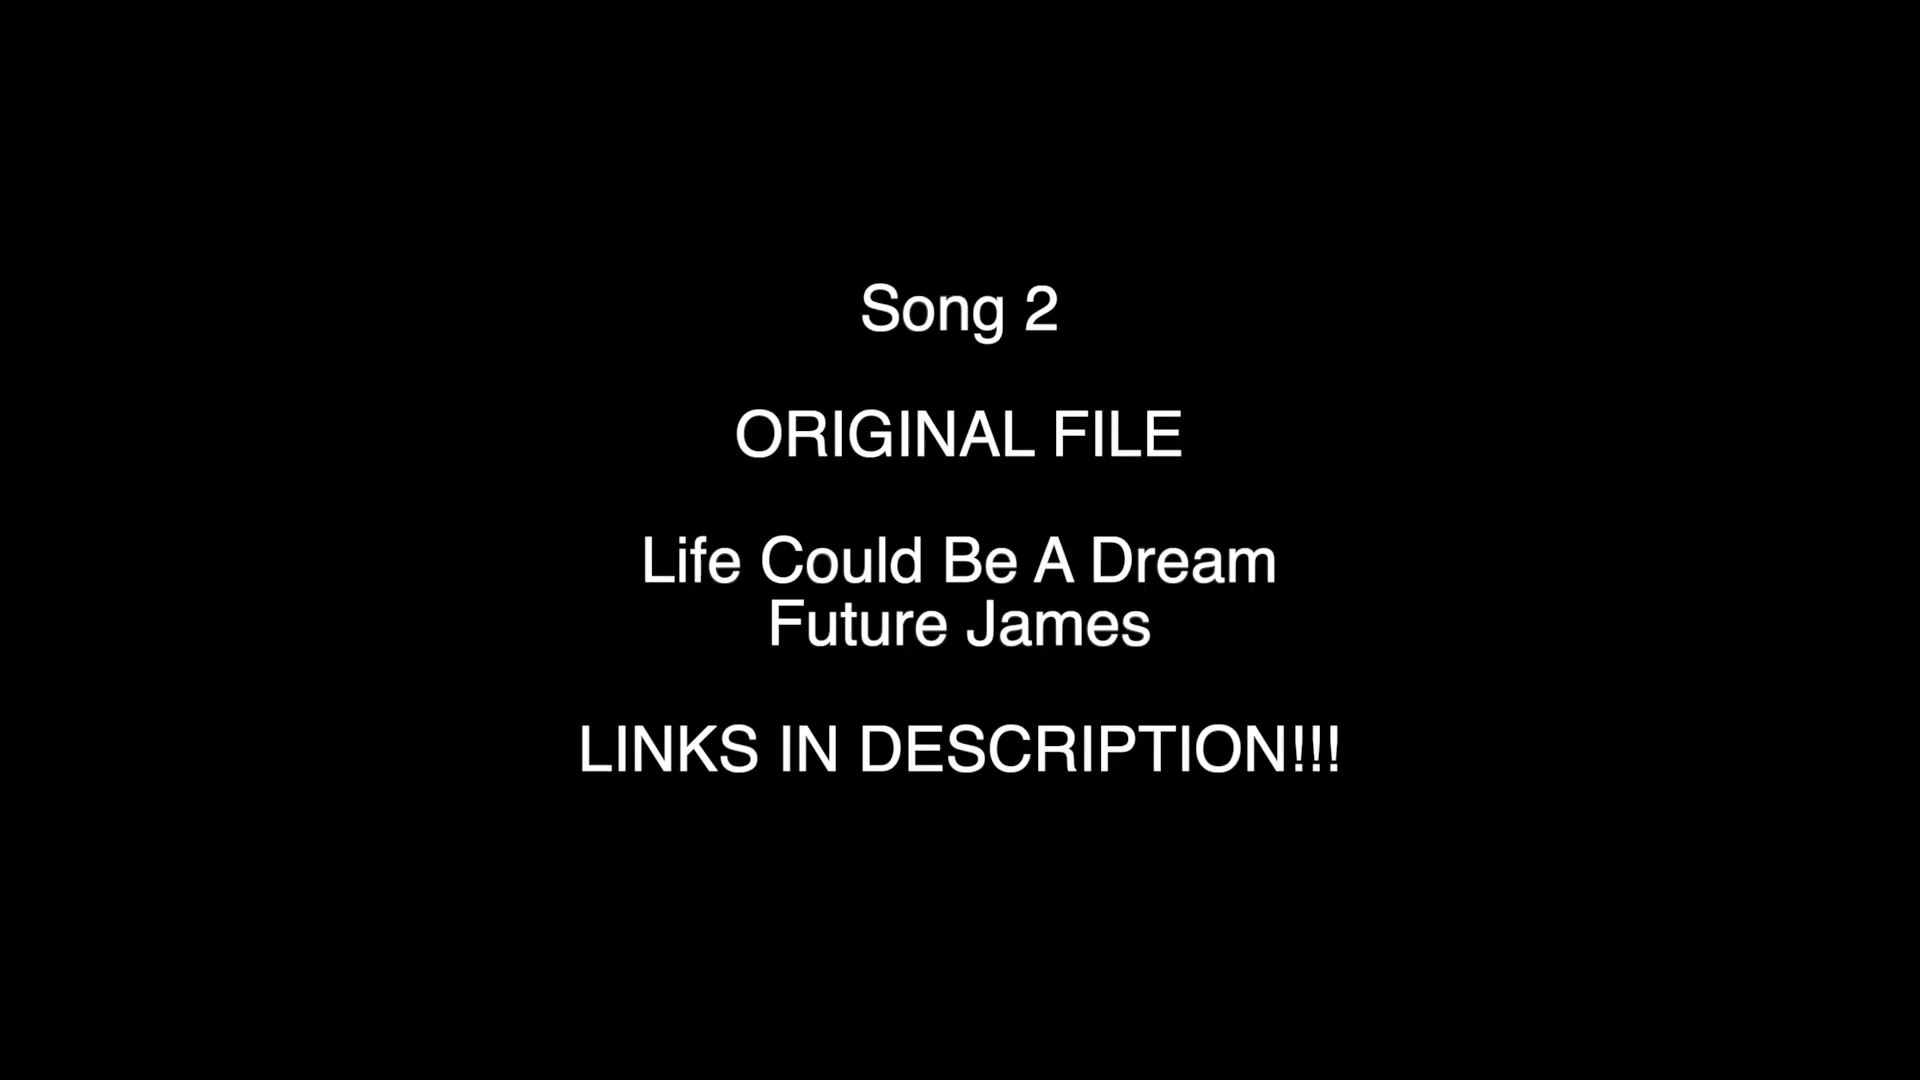 Song 2
ORIGINAL FILE
Life Could Be A Dream
Future James
LINKS IN DESCRIPTION!!!